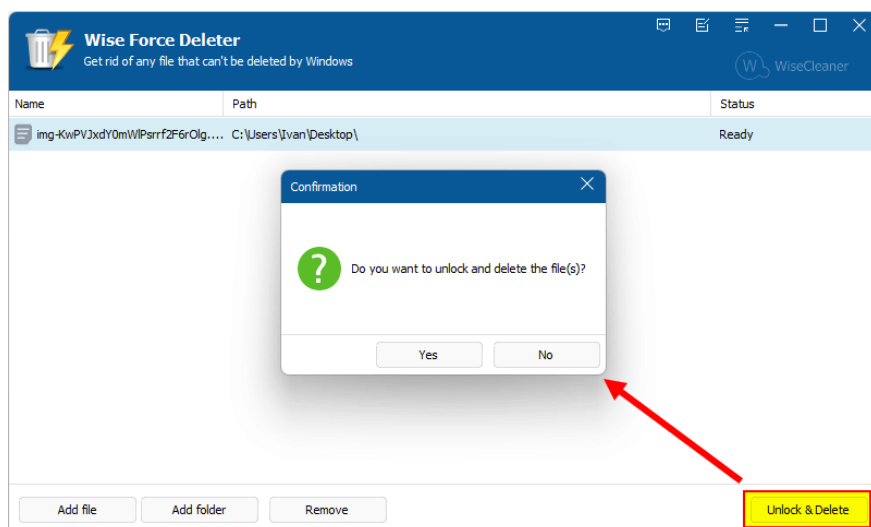 Wise Force Deleter
Get rid of any file that can't be deleted by Windows
W WiseCleaner
Name Path Status
img-KwPVJxdY0mWlPsrrf2F6rOlg.... C:\Users\Ivan\Desktop\ Ready
Confirmation
? Do you want to unlock and delete the file(s)?
Yes No
Add file Add folder Remove Unlock & Delete